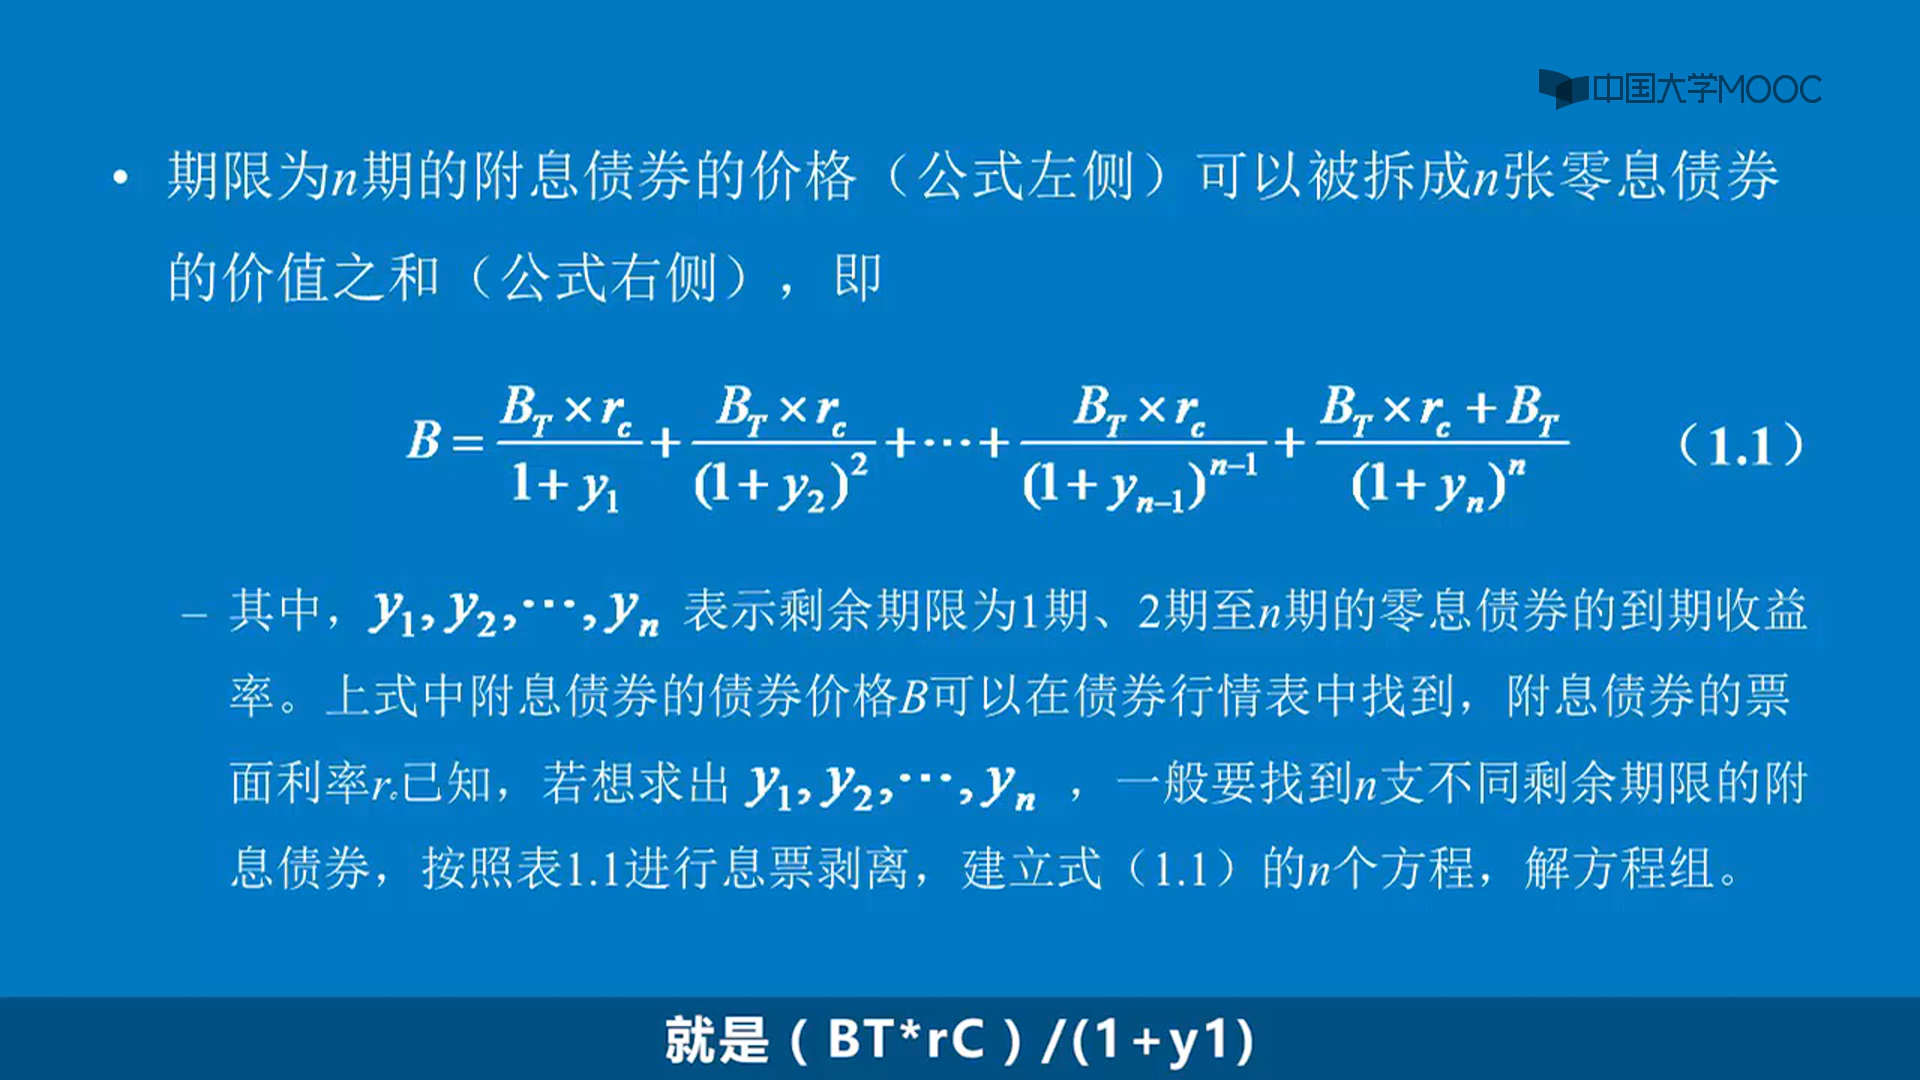 中国大学MOOC
• 期限为n期的附息债券的价格（公式左侧）可以被拆成n张零息债券
的价值之和（公式右侧），即
B = \frac{B_T × r_c}{1 + y_1} + \frac{B_T × r_c}{(1 + y_2)^2} + ⋯ + \frac{B_T × r_c}{(1 + y_{n-1})^{n-1}} + \frac{B_T × r_c + B_T}{(1 + y_n)^n} （1.1）
– 其中，y_1, y_2, ⋯, y_n 表示剩余期限为1期、2期至n期的零息债券的到期收益
率。上式中附息债券的债券价格B可以在债券行情表中找到，附息债券的票
面利率r_c已知，若想求出 y_1, y_2, ⋯, y_n ，一般要找到n支不同剩余期限的附
息债券，按照表1.1进行息票剥离，建立式（1.1）的n个方程，解方程组。
就是（BT*rC）/(1+y1)